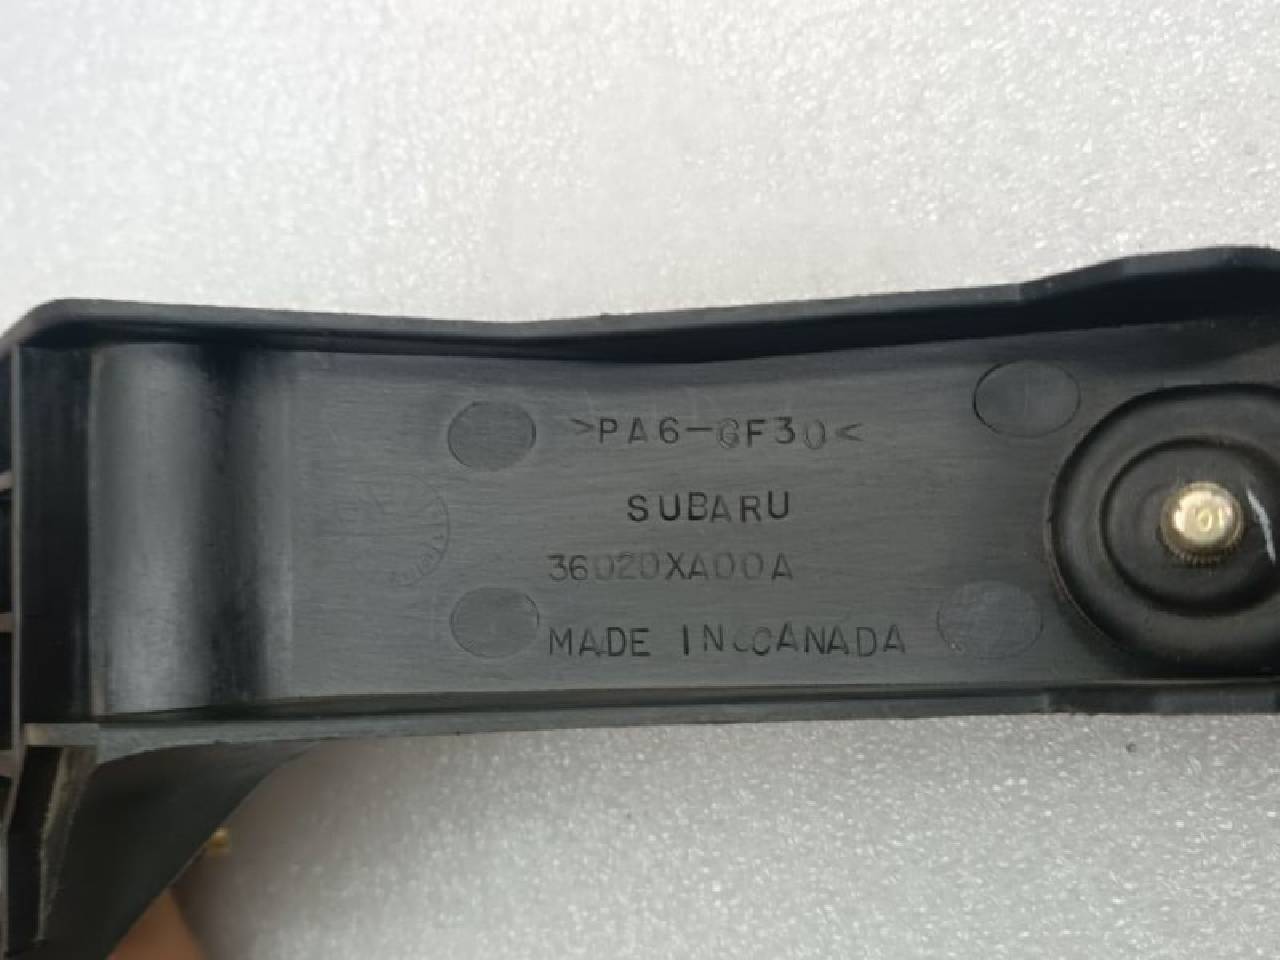 >PA6-GF30<
SUBARU
36020XA00A
MADE IN CANADA